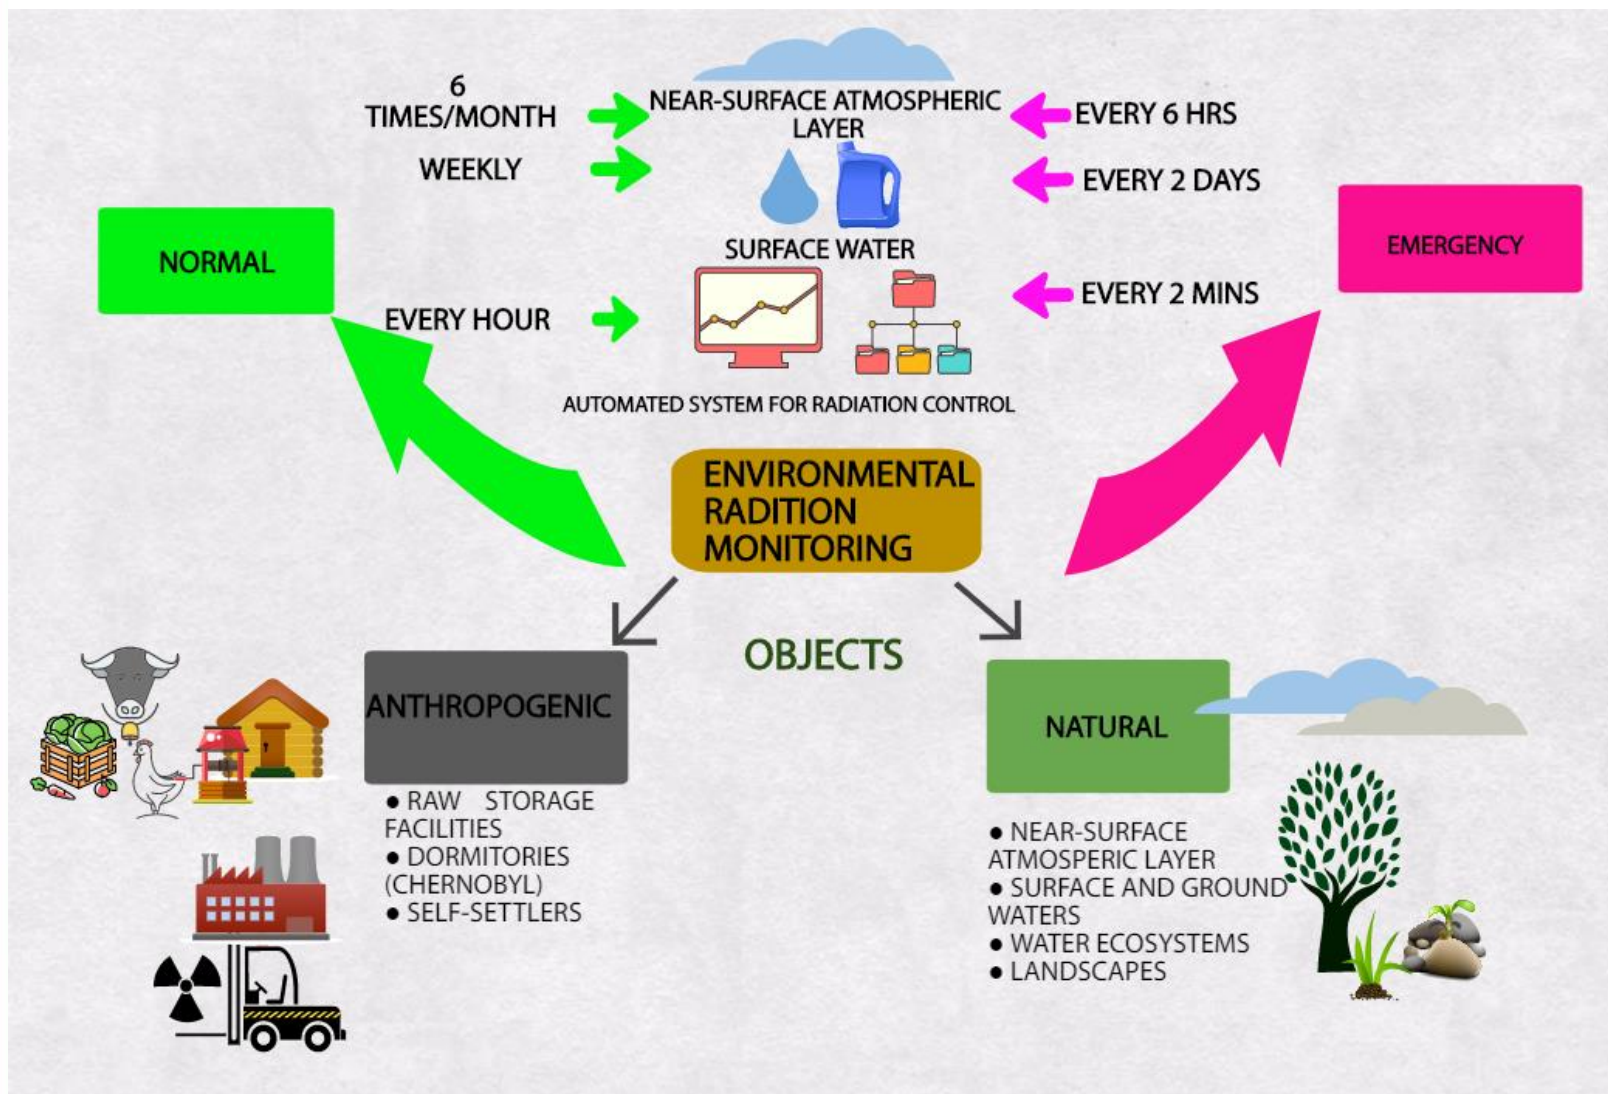 6
TIMES/MONTH
NEAR-SURFACE ATMOSPHERIC
LAYER
EVERY 6 HRS
WEEKLY
EVERY 2 DAYS
NORMAL
SURFACE WATER
EMERGENCY
EVERY HOUR
EVERY 2 MINS
AUTOMATED SYSTEM FOR RADIATION CONTROL
ENVIRONMENTAL
RADITION
MONITORING
OBJECTS
ANTHROPOGENIC
● RAW STORAGE
FACILITIES
● DORMITORIES
(CHERNOBYL)
● SELF-SETTLERS
NATURAL
● NEAR-SURFACE
ATMOSPERIC LAYER
● SURFACE AND GROUND
WATERS
● WATER ECOSYSTEMS
● LANDSCAPES